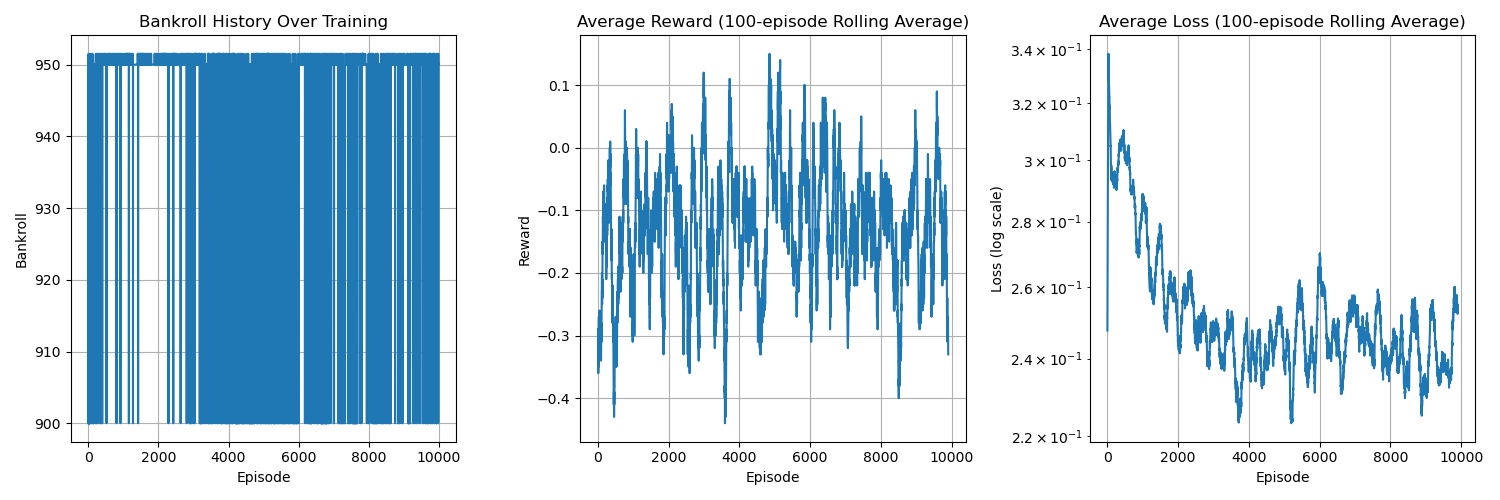 Bankroll History Over Training
950
940
930
920
910
900
Bankroll
0 2000 4000 6000 8000 10000
Episode
Average Reward (100-episode Rolling Average)
0.1
0.0
−0.1
−0.2
−0.3
−0.4
Reward
0 2000 4000 6000 8000 10000
Episode
Average Loss (100-episode Rolling Average)
3.4 × 10⁻¹
3.2 × 10⁻¹
3 × 10⁻¹
2.8 × 10⁻¹
2.6 × 10⁻¹
2.4 × 10⁻¹
2.2 × 10⁻¹
Loss (log scale)
0 2000 4000 6000 8000 10000
Episode